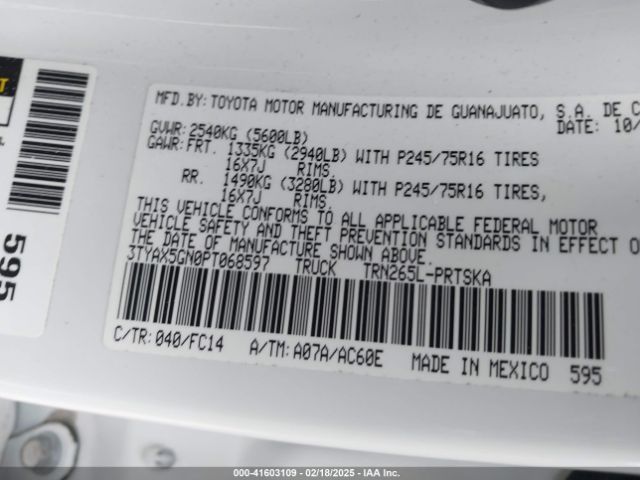 MFD.BY:TOYOTA MOTOR MANUFACTURING DE GUANAJUATO, S.A. DE C
DATE: 10/
GVWR:2540KG (5600LB)
GAWR:FRT. 1335KG (2940LB) WITH P245/75R16 TIRES
16X7J RIMS
RR. 1490KG (3280LB) WITH P245/75R16 TIRES,
16X7J RIMS
THIS VEHICLE CONFORMS TO ALL APPLICABLE FEDERAL MOTOR
VEHICLE SAFETY AND THEFT PREVENTION STANDARDS IN EFFECT O
THE DATE OF MANUFACTURE SHOWN ABOVE.
3TYAX5GN0PT068597 TRUCK TRN265L-PRTSKA
C/TR:040/FC14 A/TM:A07A/AC60E MADE IN MEXICO 595
595
000-41603109 - 02/18/2025 - IAA Inc.